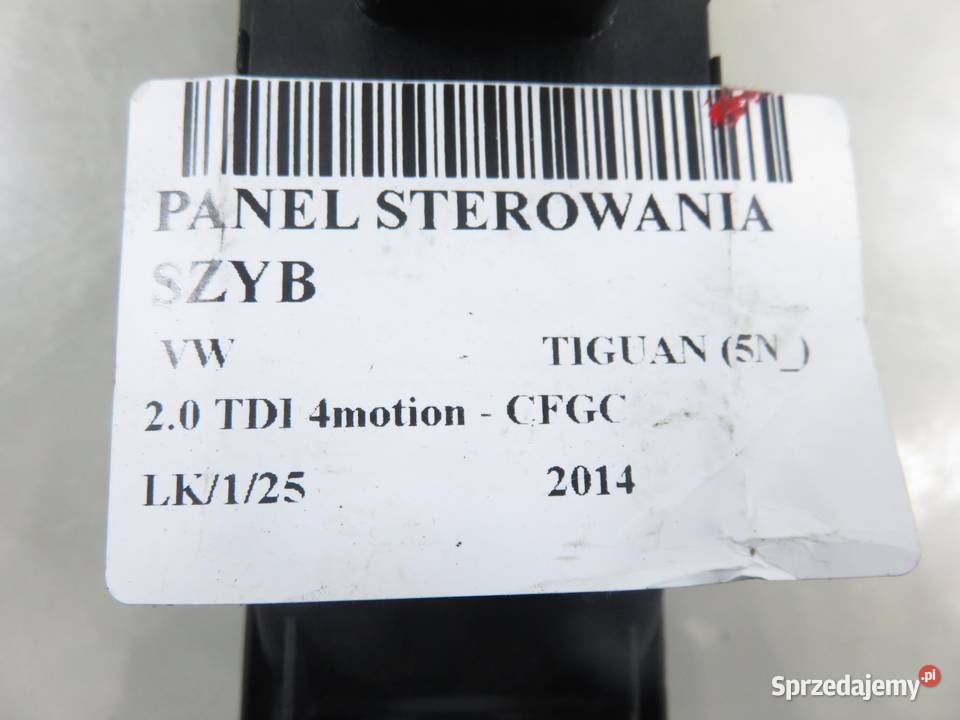 PANEL STEROWANIA
SZYB
VW TIGUAN (5N_)
2.0 TDI 4motion - CFGC
LK/1/25 2014
Sprzedajemy.pl